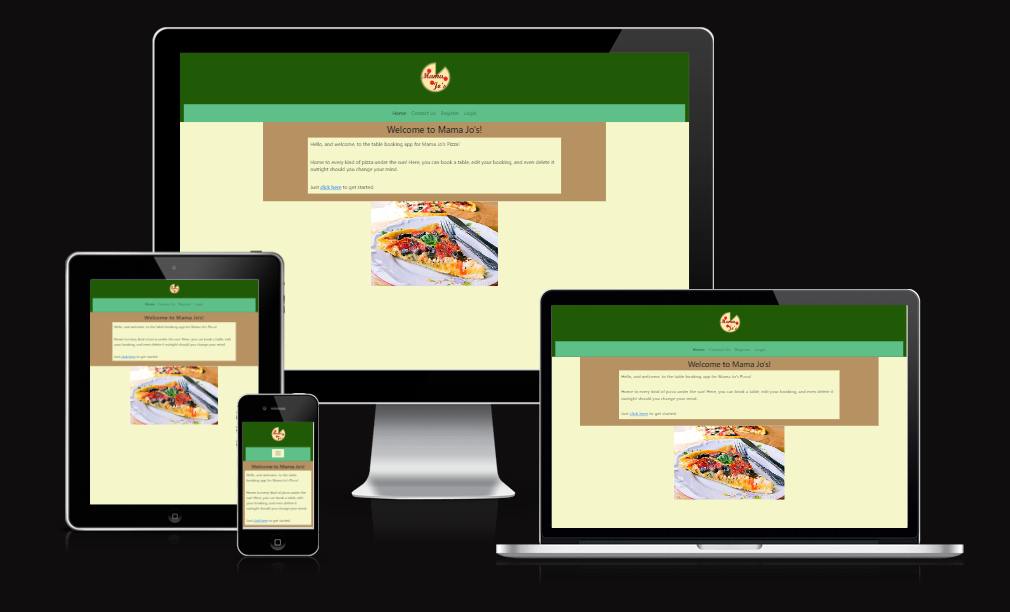 Mama
Jo's
Home Contact Us Register Login
Welcome to Mama Jo's!
Hello, and welcome, to the table booking app for Mama Jo's Pizza!
Home to every kind of pizza under the sun! Here, you can book a table, edit your booking, and even delete it
outright should you change your mind.
Just click here to get started
Home Contact Us Register Login
Welcome to Mama Jo's!
Hello, and welcome, to the table booking app for Mama Jo's Pizza!
Home to every kind of pizza under the sun! Here, you can book a table, edit
your booking, and even delete it outright should you change your mind.
Just click here to get started
Welcome to Mama Jo's!
Hello, and welcome, to the table
booking app for Mama Jo's Pizza!
Home to every kind of pizza under the
sun! Here, you can book a table, edit
your booking, and even delete it
outright should you change your mind.
Just click here to get started
Mama
Jo's
Home Contact Us Register Login
Welcome to Mama Jo's!
Hello, and welcome, to the table booking app for Mama Jo's Pizza!
Home to every kind of pizza under the sun! Here, you can book a table, edit your booking, and even delete it
outright should you change your mind.
Just click here to get started